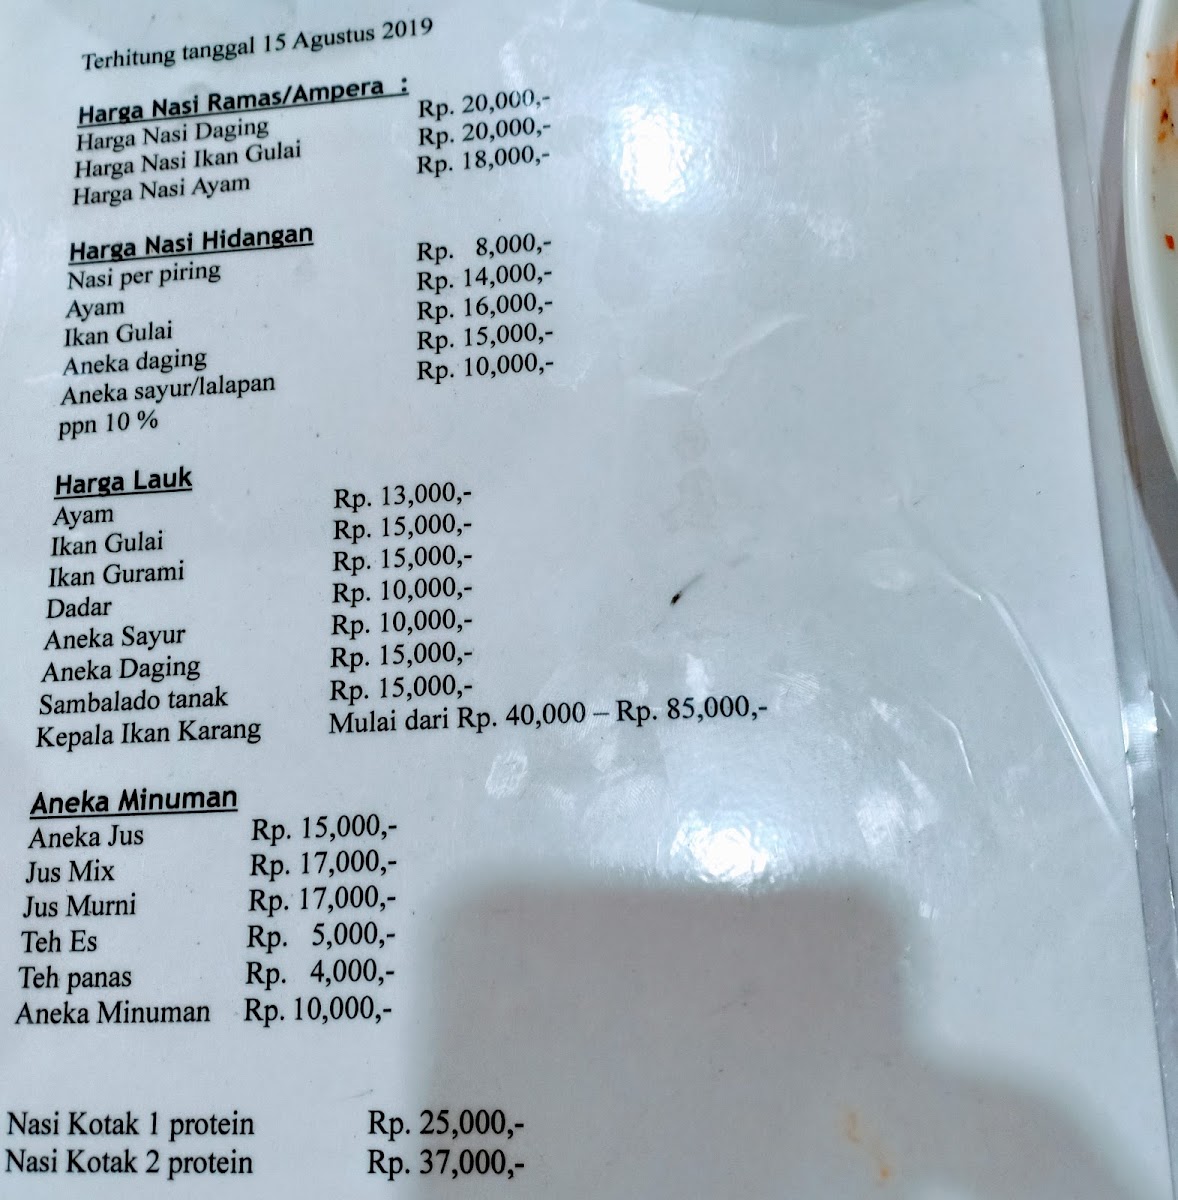 Terhitung tanggal 15 Agustus 2019
Harga Nasi Ramas/Ampera :
Harga Nasi Daging Rp. 20,000,-
Harga Nasi Ikan Gulai Rp. 20,000,-
Harga Nasi Ayam Rp. 18,000,-
Harga Nasi Hidangan
Nasi per piring Rp. 8,000,-
Ayam Rp. 14,000,-
Ikan Gulai Rp. 16,000,-
Aneka daging Rp. 15,000,-
Aneka sayur/lalapan Rp. 10,000,-
ppn 10 %
Harga Lauk
Ayam Rp. 13,000,-
Ikan Gulai Rp. 15,000,-
Ikan Gurami Rp. 15,000,-
Dadar Rp. 10,000,-
Aneka Sayur Rp. 10,000,-
Aneka Daging Rp. 15,000,-
Sambalado tanak Rp. 15,000,-
Kepala Ikan Karang Mulai dari Rp. 40,000 – Rp. 85,000,-
Aneka Minuman
Aneka Jus Rp. 15,000,-
Jus Mix Rp. 17,000,-
Jus Murni Rp. 17,000,-
Teh Es Rp. 5,000,-
Teh panas Rp. 4,000,-
Aneka Minuman Rp. 10,000,-
Nasi Kotak 1 protein Rp. 25,000,-
Nasi Kotak 2 protein Rp. 37,000,-